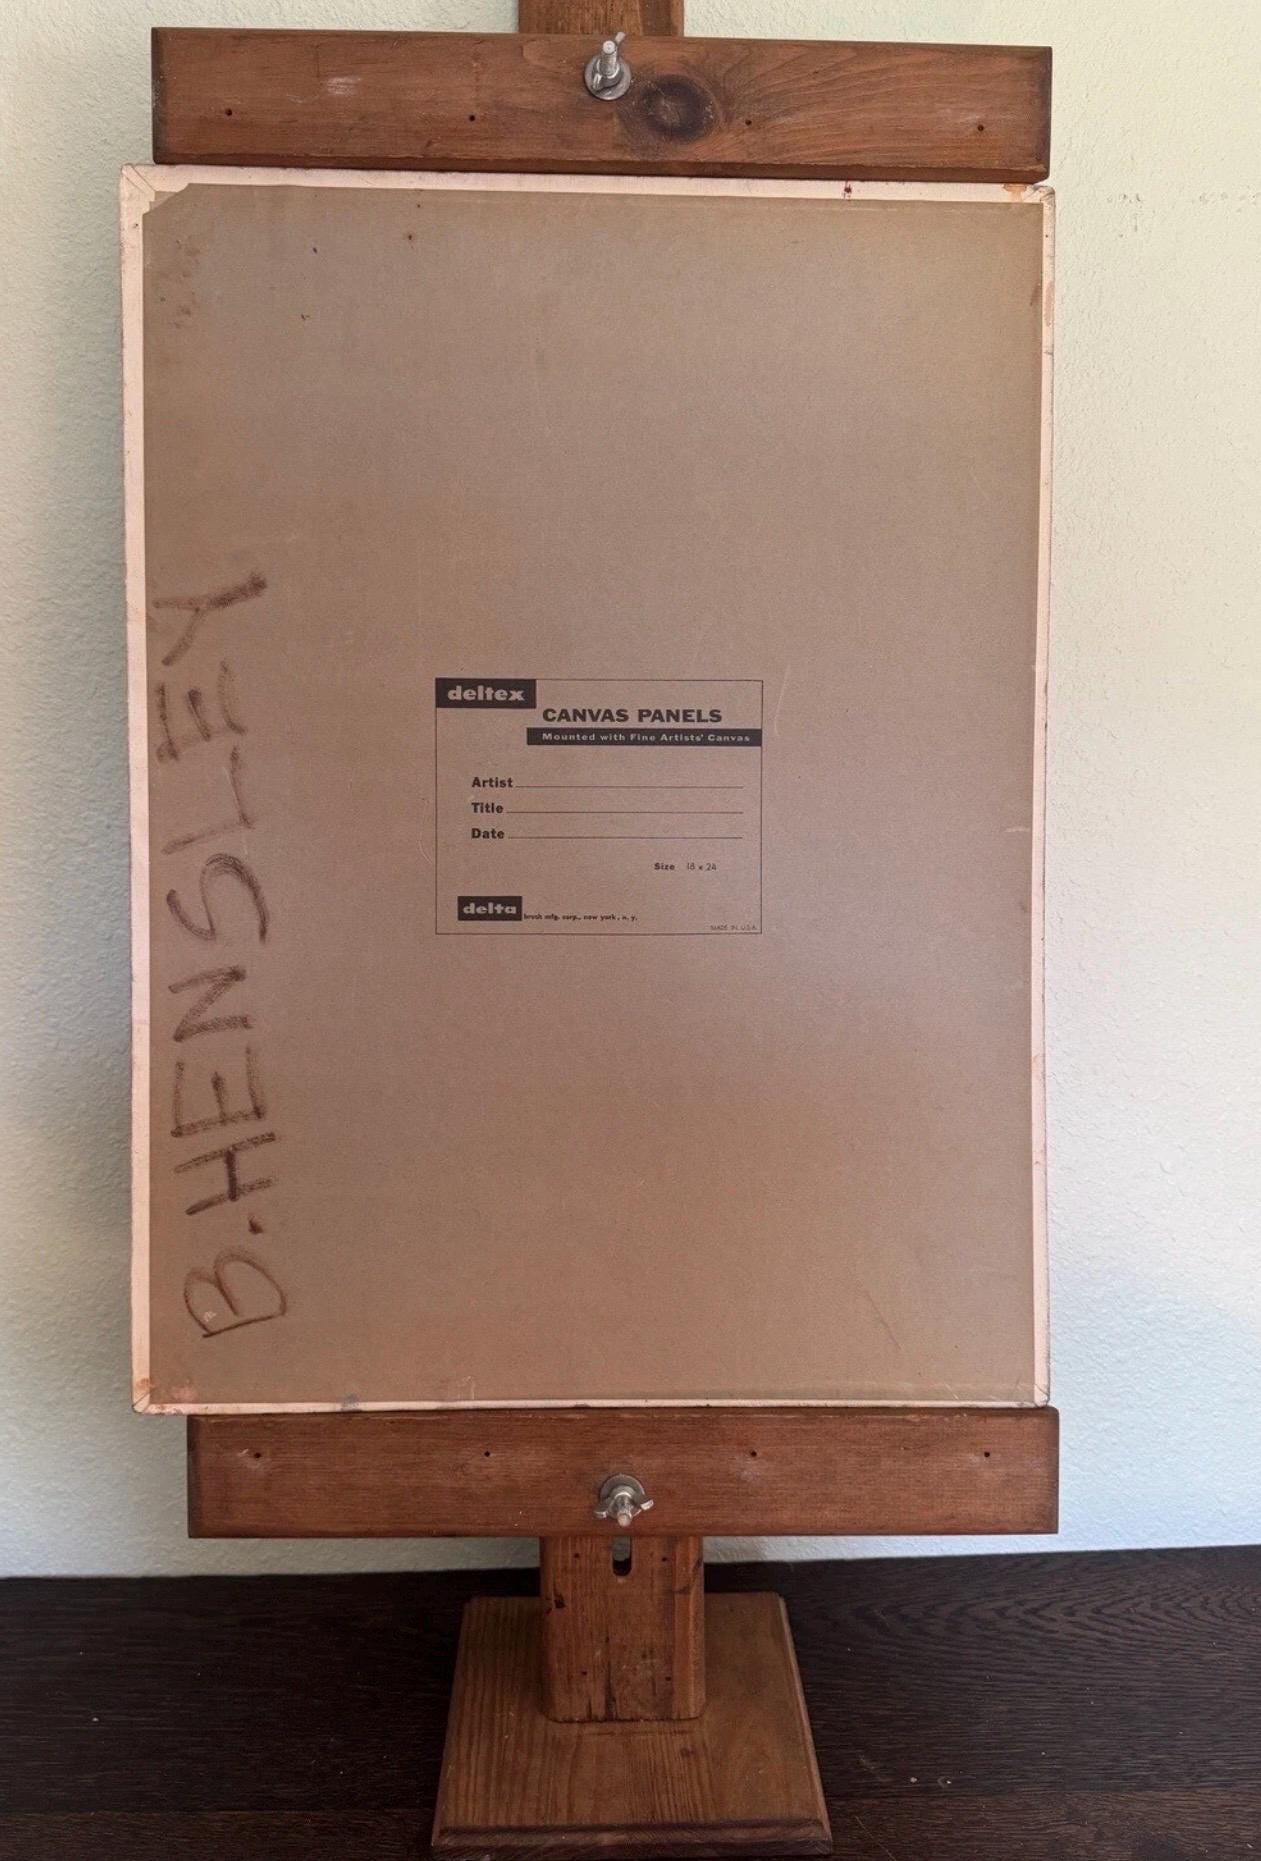 B. HENSLEY
deltex
CANVAS PANELS
Mounted with Fine Artists' Canvas
Artist
Title
Date
Size 18 x 24
delta brush mfg. corp., new york, n. y.
MADE IN U.S.A.